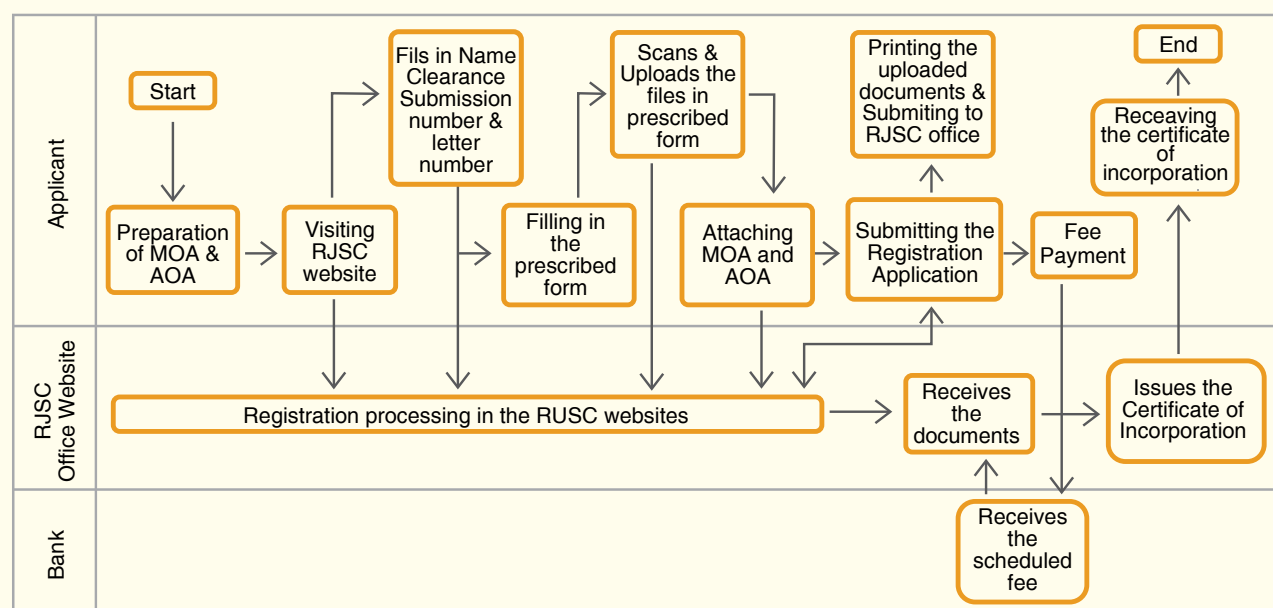 Applicant
Start
Preparation
of MOA &
AOA
Visiting
RJSC
website
Fils in Name
Clearance
Submission
number &
letter
number
Filling in
the
prescribed
form
Scans &
Uploads the
files in
prescribed
form
Attaching
MOA and
AOA
Printing the
uploaded
documents &
Submiting to
RJSC office
Submitting the
Registration
Application
Fee
Payment
End
Receaving
the certificate
of
incorporation
RJSC
Office Website
Registration processing in the RUSC websites
Receives
the
documents
Issues the
Certificate of
Incorporation
Bank
Receives
the
scheduled
fee